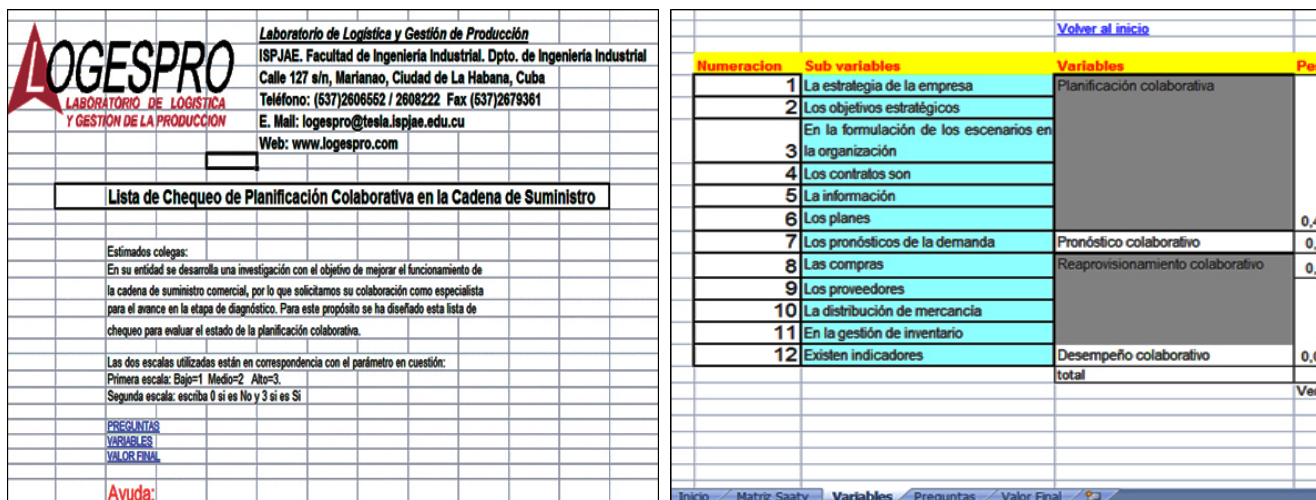 LOGESPRO
LABORATORIO DE LOGÍSTICA
Y GESTIÓN DE LA PRODUCCIÓN
Laboratorio de Logística y Gestión de Producción
ISPJAE. Facultad de Ingeniería Industrial. Dpto. de Ingeniería Industrial
Calle 127 s/n, Marianao, Ciudad de La Habana, Cuba
Teléfono: (537)2606552 / 2608222 Fax (537)2679361
E. Mail: logespro@tesla.ispjae.edu.cu
Web: www.logespro.com
Lista de Chequeo de Planificación Colaborativa en la Cadena de Suministro
Estimados colegas:
En su entidad se desarrolla una investigación con el objetivo de mejorar el funcionamiento de
la cadena de suministro comercial, por lo que solicitamos su colaboración como especialista
para el avance en la etapa de diagnóstico. Para este propósito se ha diseñado esta lista de
chequeo para evaluar el estado de la planificación colaborativa.
Las dos escalas utilizadas están en correspondencia con el parámetro en cuestión:
Primera escala: Bajo=1 Medio=2 Alto=3.
Segunda escala: escriba 0 si es No y 3 si es Sí
PREGUNTAS
VARIABLES
VALOR FINAL
Ayuda:
Volver al inicio
Numeracion Sub variables Variables
1 La estrategia de la empresa Planificación colaborativa
2 Los objetivos estratégicos
En la formulación de los escenarios en
3 la organización
4 Los contratos son
5 La información
6 Los planes
7 Los pronósticos de la demanda Pronóstico colaborativo
8 Las compras Reaprovisionamiento colaborativo
9 Los proveedores
10 La distribución de mercancía
11 En la gestión de inventario
12 Existen indicadores Desempeño colaborativo
total
Inicio Matriz Saaty Variables Preguntas Valor Final